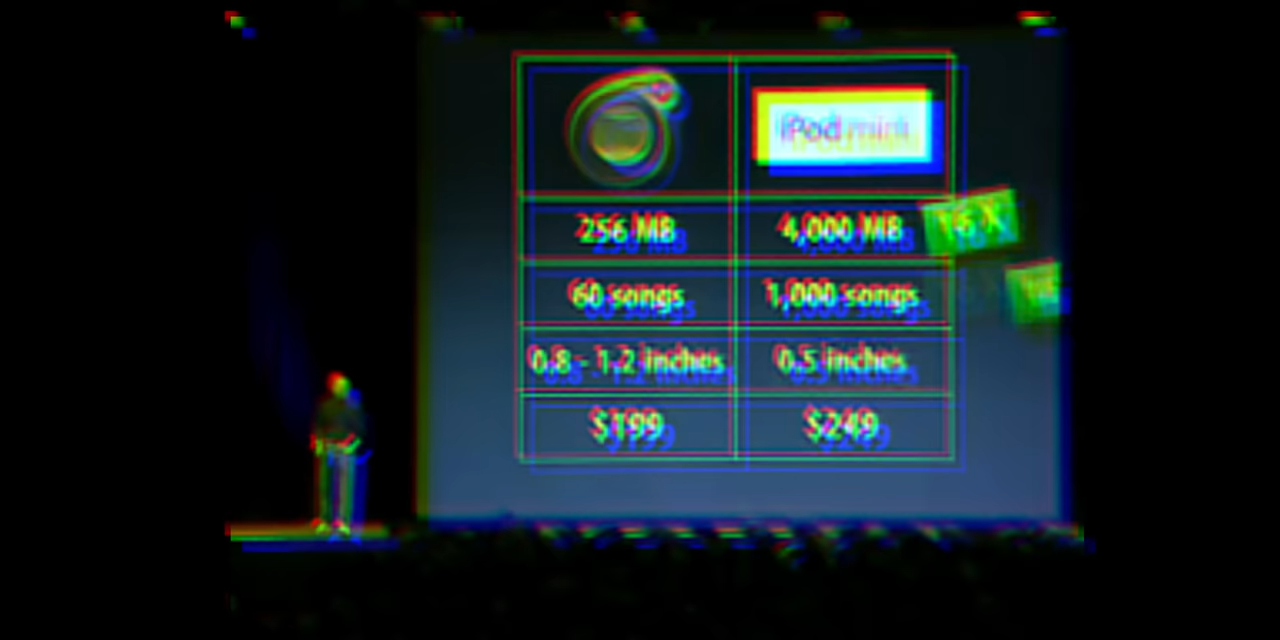 iPod mini
256 MB 4,000 MB 16 X
60 songs 1,000 songs
0.8 - 1.2 inches 0.5 inches
$199 $249